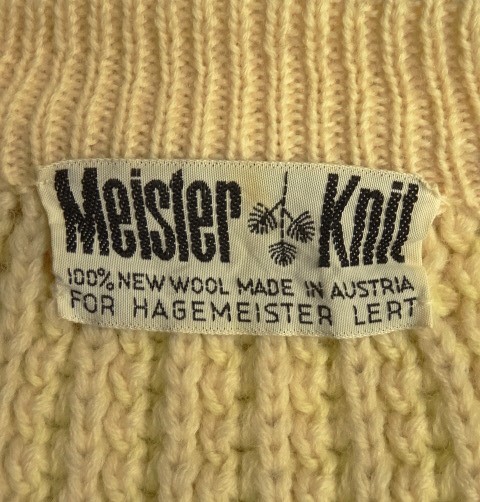 Meister Knit
100% NEW WOOL MADE IN AUSTRIA
FOR HAGEMEISTER LERT